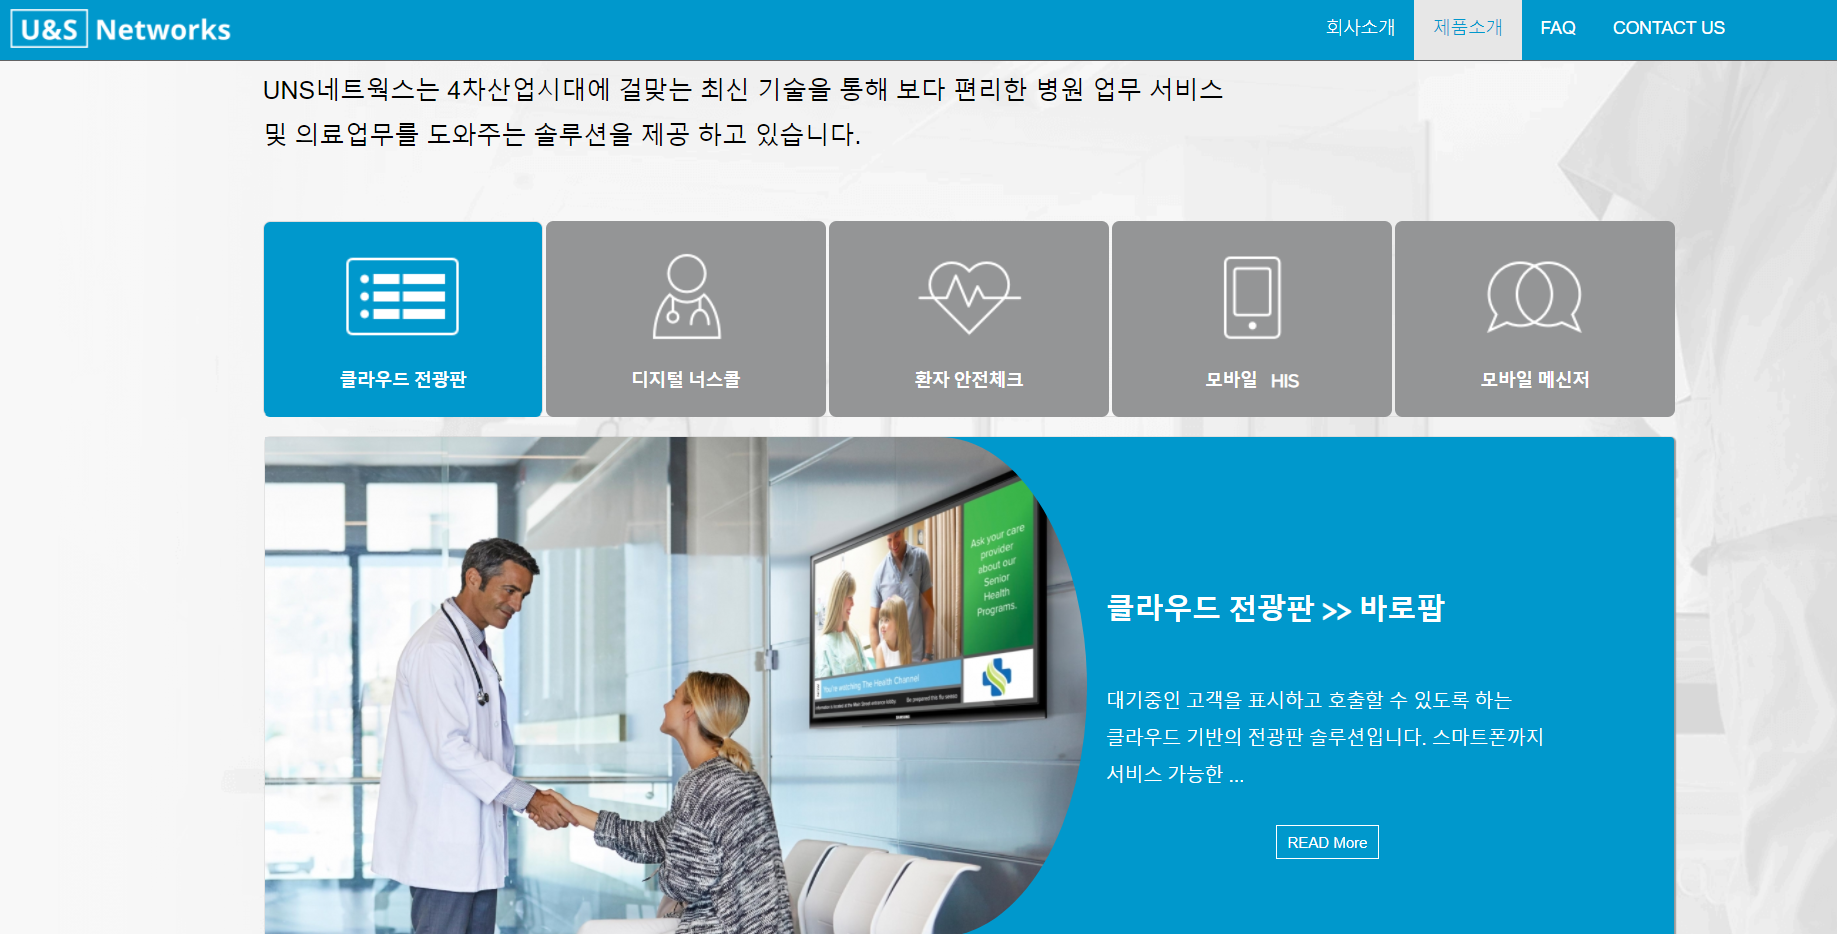 U&S Networks
회사소개
제품소개
FAQ
CONTACT US
UNS네트웍스는 4차산업시대에 걸맞는 최신 기술을 통해 보다 편리한 병원 업무 서비스
및 의료업무를 도와주는 솔루션을 제공 하고 있습니다.
클라우드 전광판
디지털 너스콜
환자 안전체크
모바일 HIS
모바일 메신저
Ask your care
provider
about our
Senior
Health
Programs.
You're watching The Health Channel
SAMSUNG
클라우드 전광판 >> 바로팝
대기중인 고객을 표시하고 호출할 수 있도록 하는
클라우드 기반의 전광판 솔루션입니다. 스마트폰까지
서비스 가능한 ...
READ More